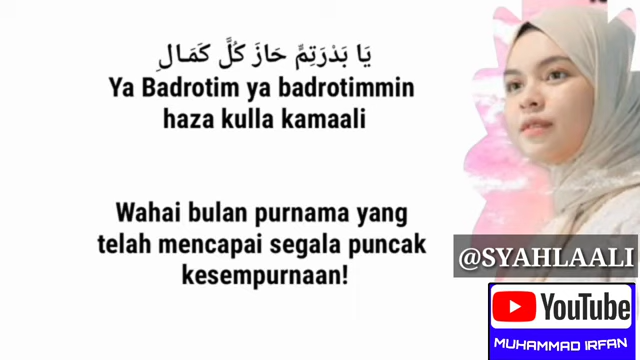 يَا بَدْرَتِمٍّ حَازَ كُلَّ كَمَـالِ
Ya Badrotim ya badrotimmin
haza kulla kamaali
Wahai bulan purnama yang
telah mencapai segala puncak
kesempurnaan!
@SYAHLAALI
YouTube
MUHAMMAD IRFAN